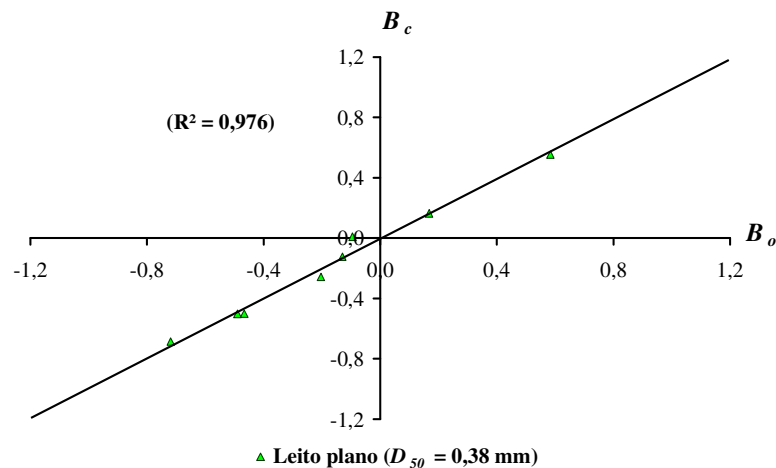 B c
1,2
(R² = 0,976)
0,8
0,4
0,0
B o
-1,2 -0,8 -0,4 0,0 0,4 0,8 1,2
-0,4
-0,8
-1,2
Leito plano (D 50 = 0,38 mm)